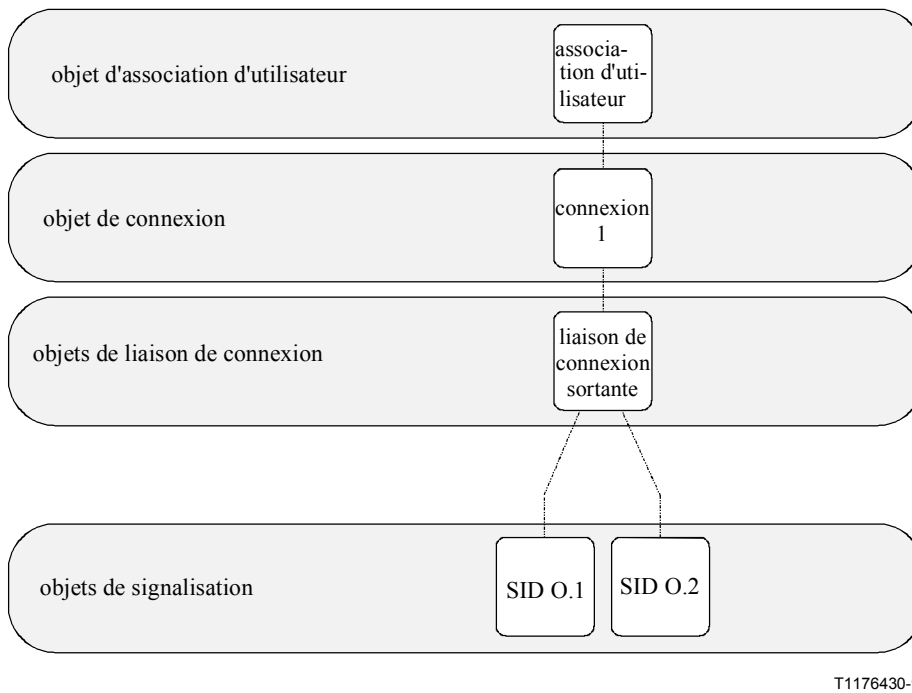 objet d'association d'utilisateur
associa-
tion d'uti-
lisateur
objet de connexion
connexion
1
objets de liaison de connexion
liaison de
connexion
sortante
objets de signalisation
SID O.1
SID O.2
T1176430-